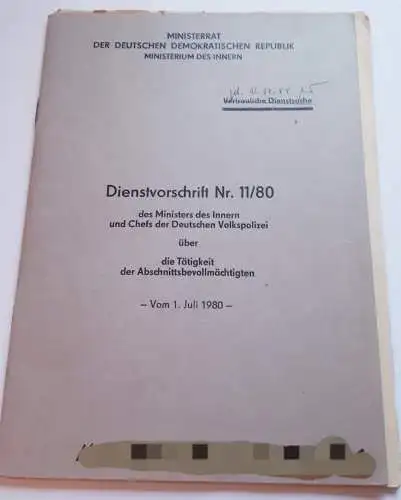 MINISTERRAT
DER DEUTSCHEN DEMOKRATISCHEN REPUBLIK
MINISTERIUM DES INNERN
Vertrauliche Dienstsache
Dienstvorschrift Nr. 11/80
des Ministers des Innern
und Chefs der Deutschen Volkspolizei
über
die Tätigkeit
der Abschnittsbevollmächtigten
– Vom 1. Juli 1980 –